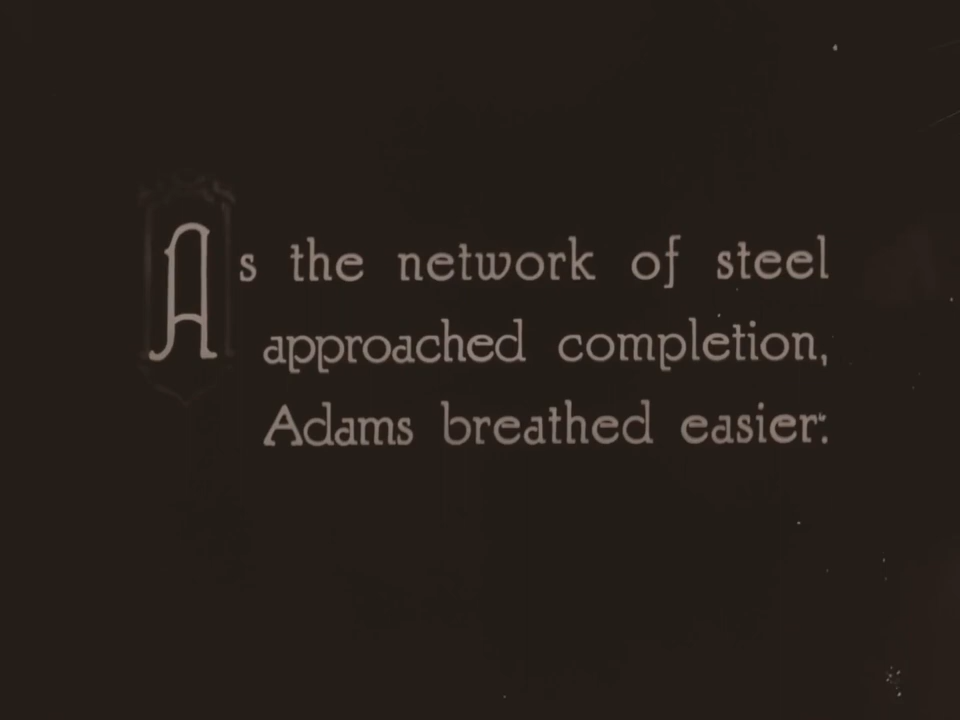 As the network of steel
approached completion,
Adams breathed easier.